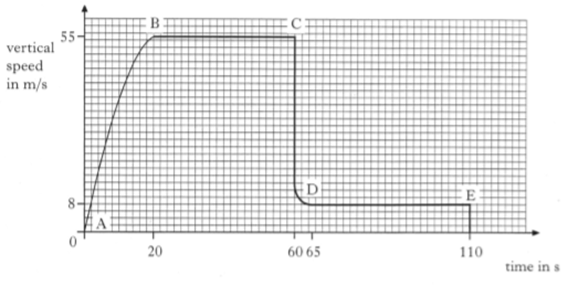 B C
55
vertical
speed
in m/s
D
E
8
A
0
20 60 65 110
time in s